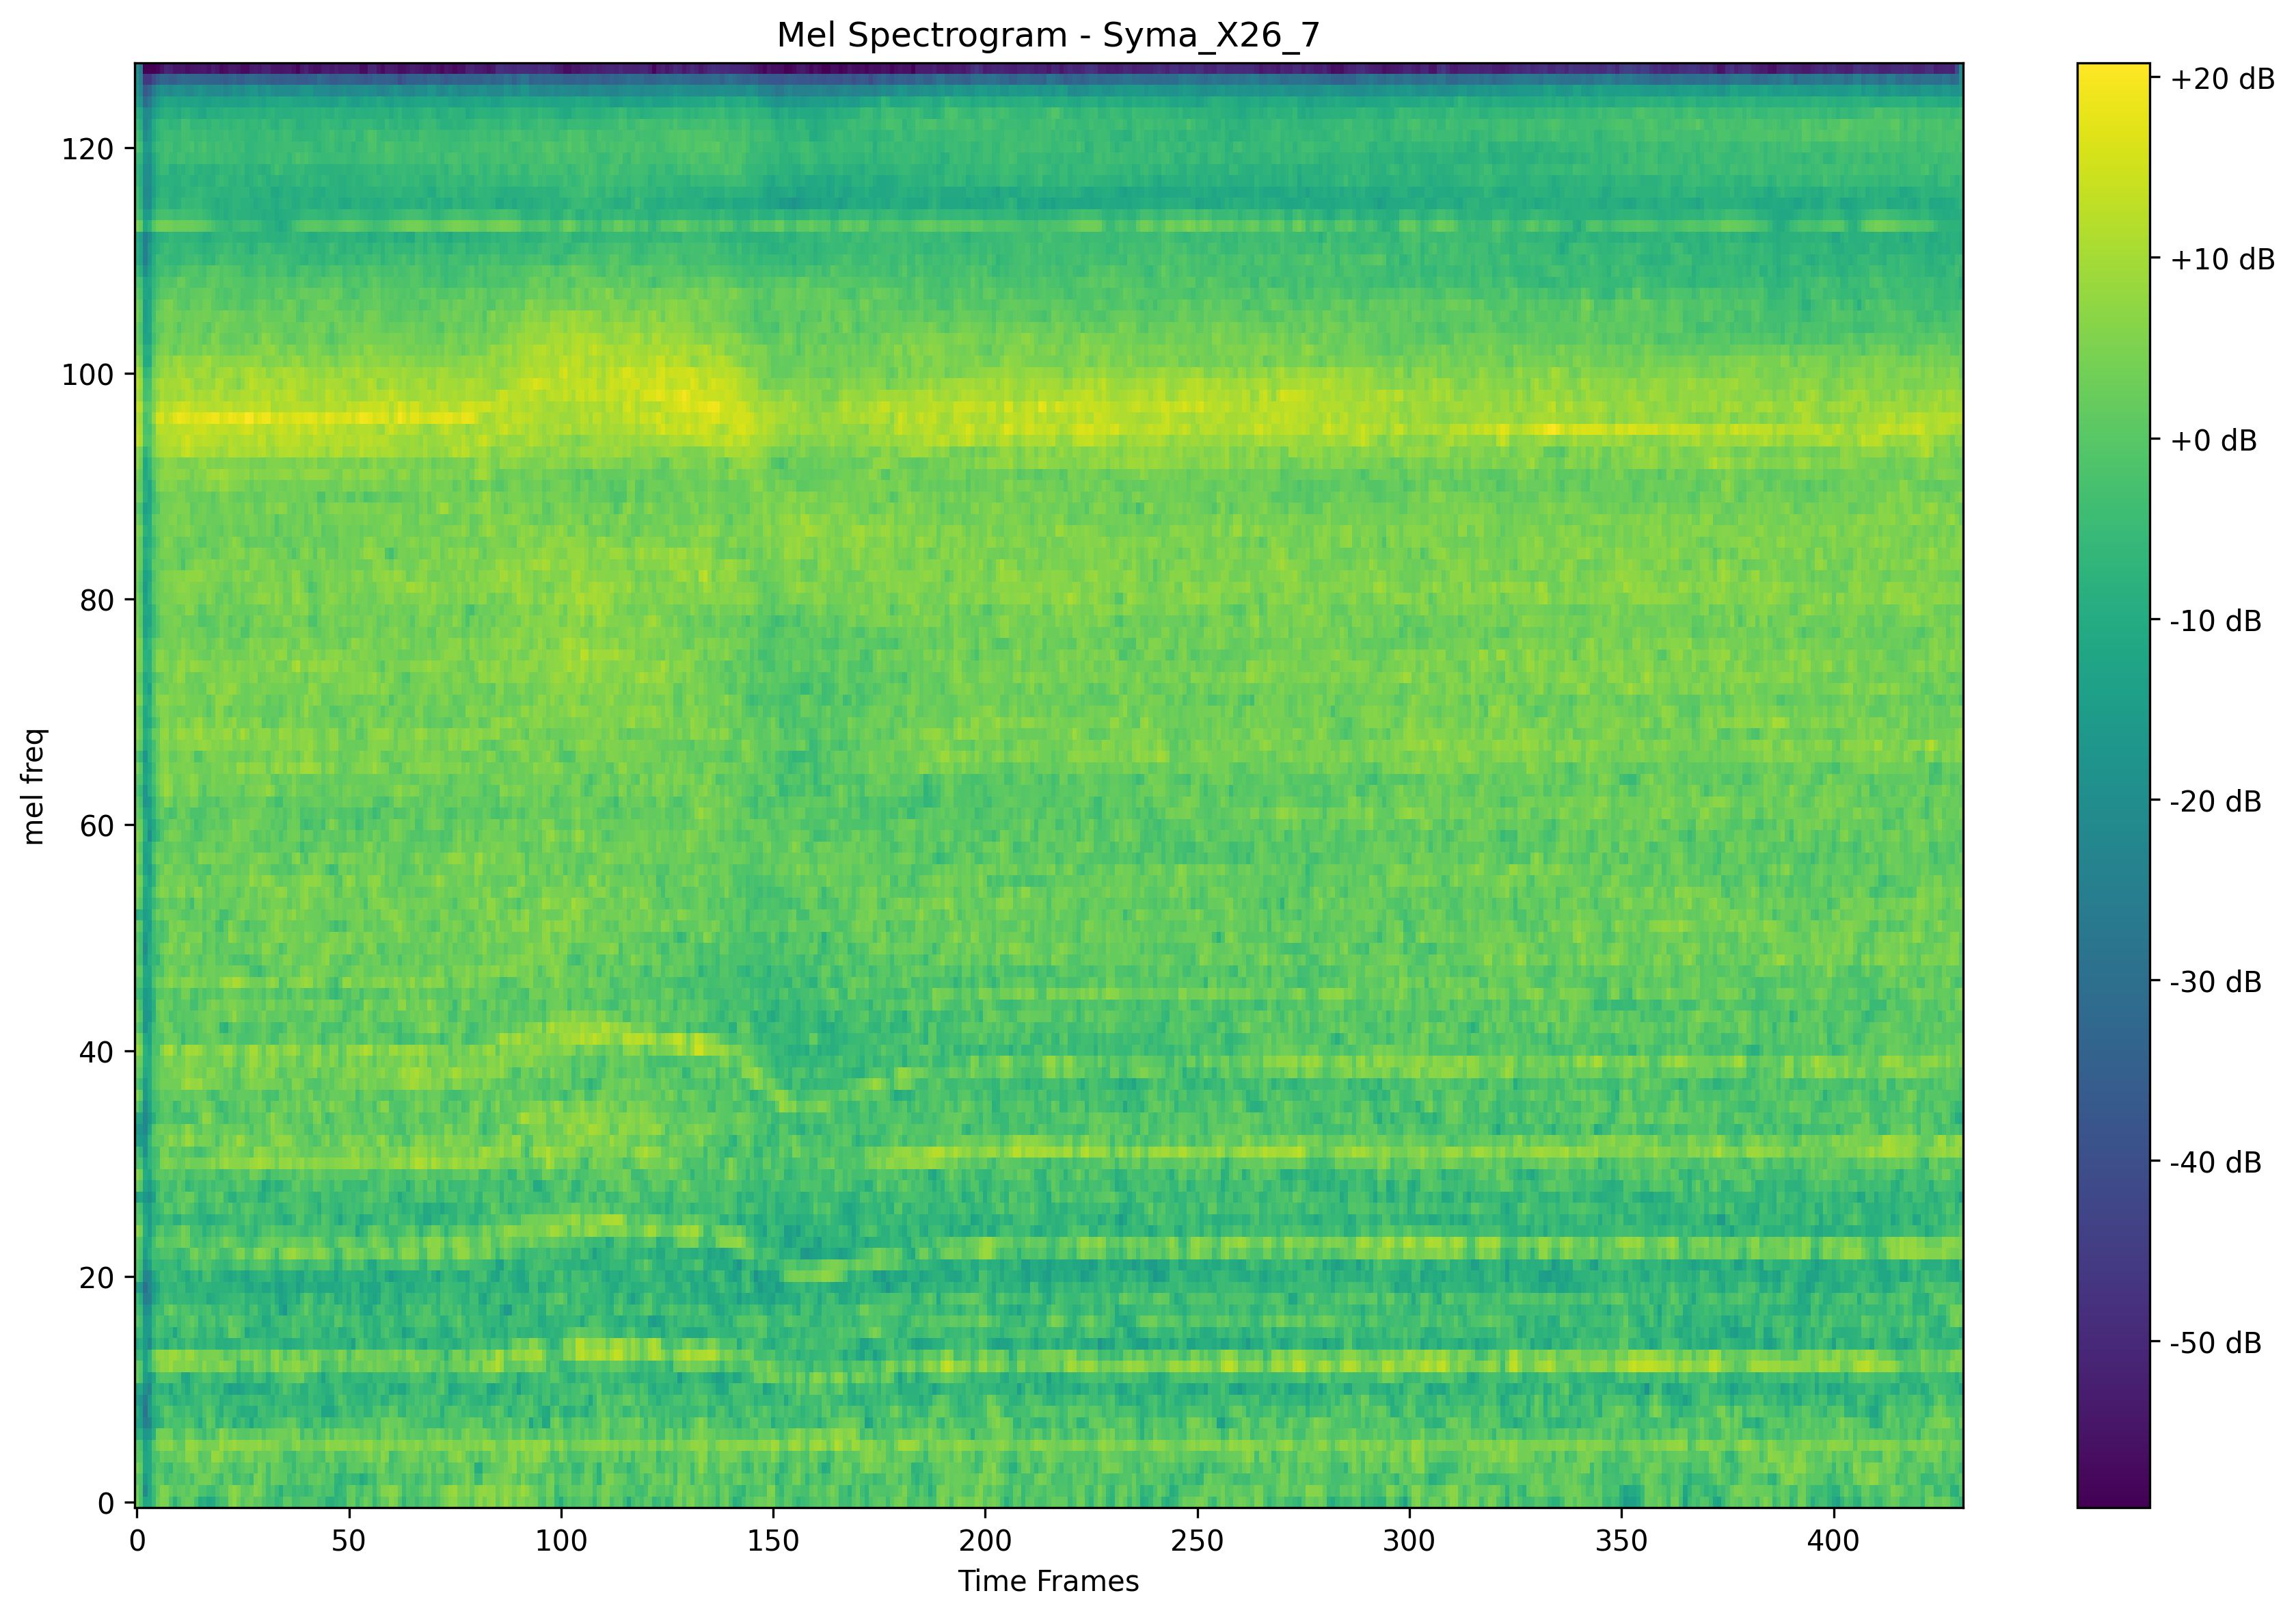 Mel Spectrogram - Syma_X26_7
mel freq
120
100
80
60
40
20
0
0 50 100 150 200 250 300 350 400
Time Frames
+20 dB
+10 dB
+0 dB
-10 dB
-20 dB
-30 dB
-40 dB
-50 dB